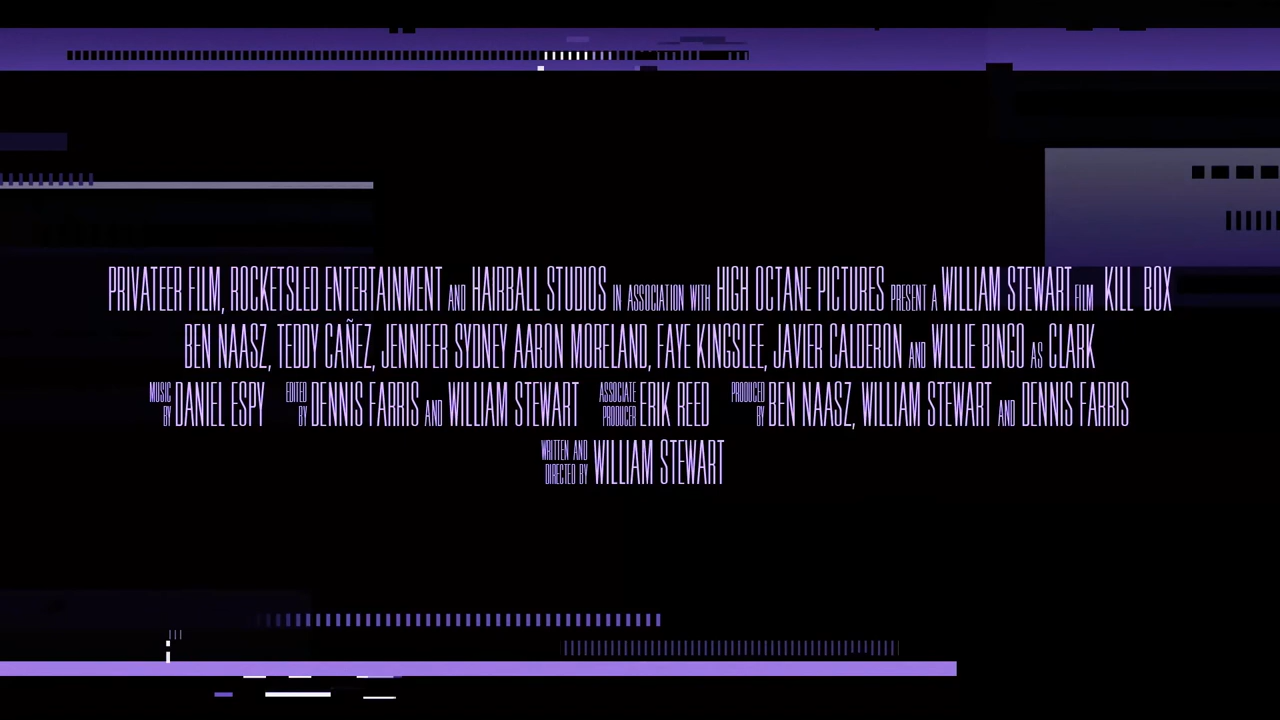 PRIVATEER FILM, ROCKETSLED ENTERTAINMENT AND HAIRBALL STUDIOS IN ASSOCIATION WITH HIGH OCTANE PICTURES PRESENT A WILLIAM STEWART FILM KILL BOX
BEN NAASZ, TEDDY CAÑEZ, JENNIFER SYDNEY AARON MORELAND, FAYE KINGSLEE, JAVIER CALDERON AND WILLIE BINGO AS CLARK
MUSIC BY DANIEL ESPY EDITED BY DENNIS FARRIS AND WILLIAM STEWART ASSOCIATE PRODUCER ERIK REED PRODUCED BY BEN NAASZ, WILLIAM STEWART AND DENNIS FARRIS
WRITTEN AND DIRECTED BY WILLIAM STEWART